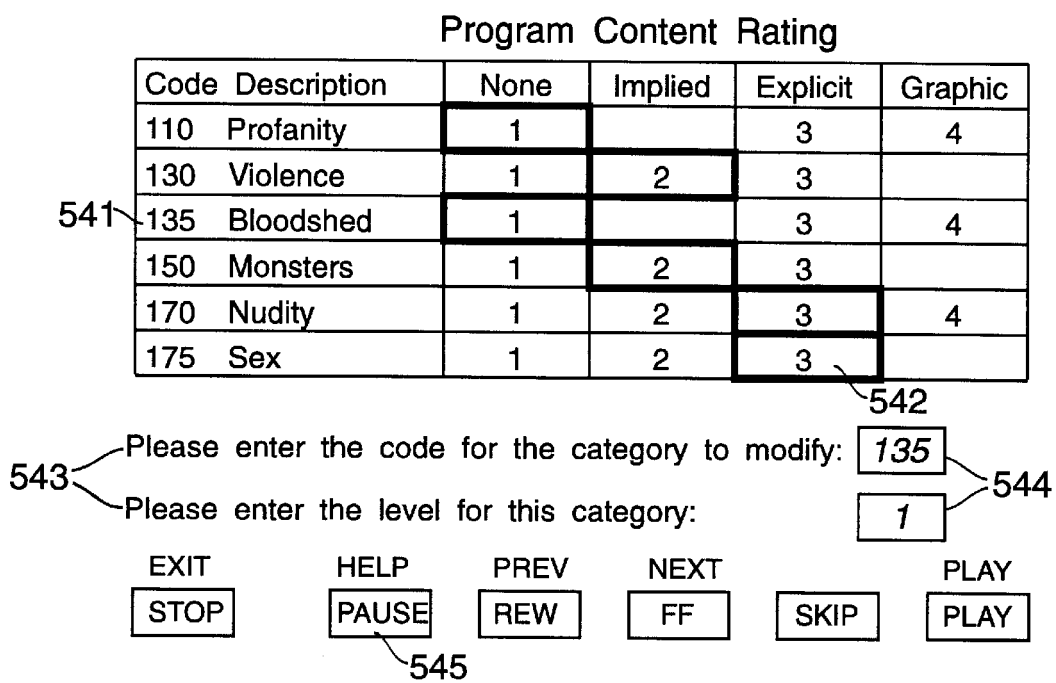 Program Content Rating
Code Description None Implied Explicit Graphic
110 Profanity 1 3 4
130 Violence 1 2 3
541 135 Bloodshed 1 3 4
150 Monsters 1 2 3
170 Nudity 1 2 3 4
175 Sex 1 2 3
542
Please enter the code for the category to modify: 135
543 544
Please enter the level for this category: 1
EXIT HELP PREV NEXT PLAY
STOP PAUSE REW FF SKIP PLAY
545